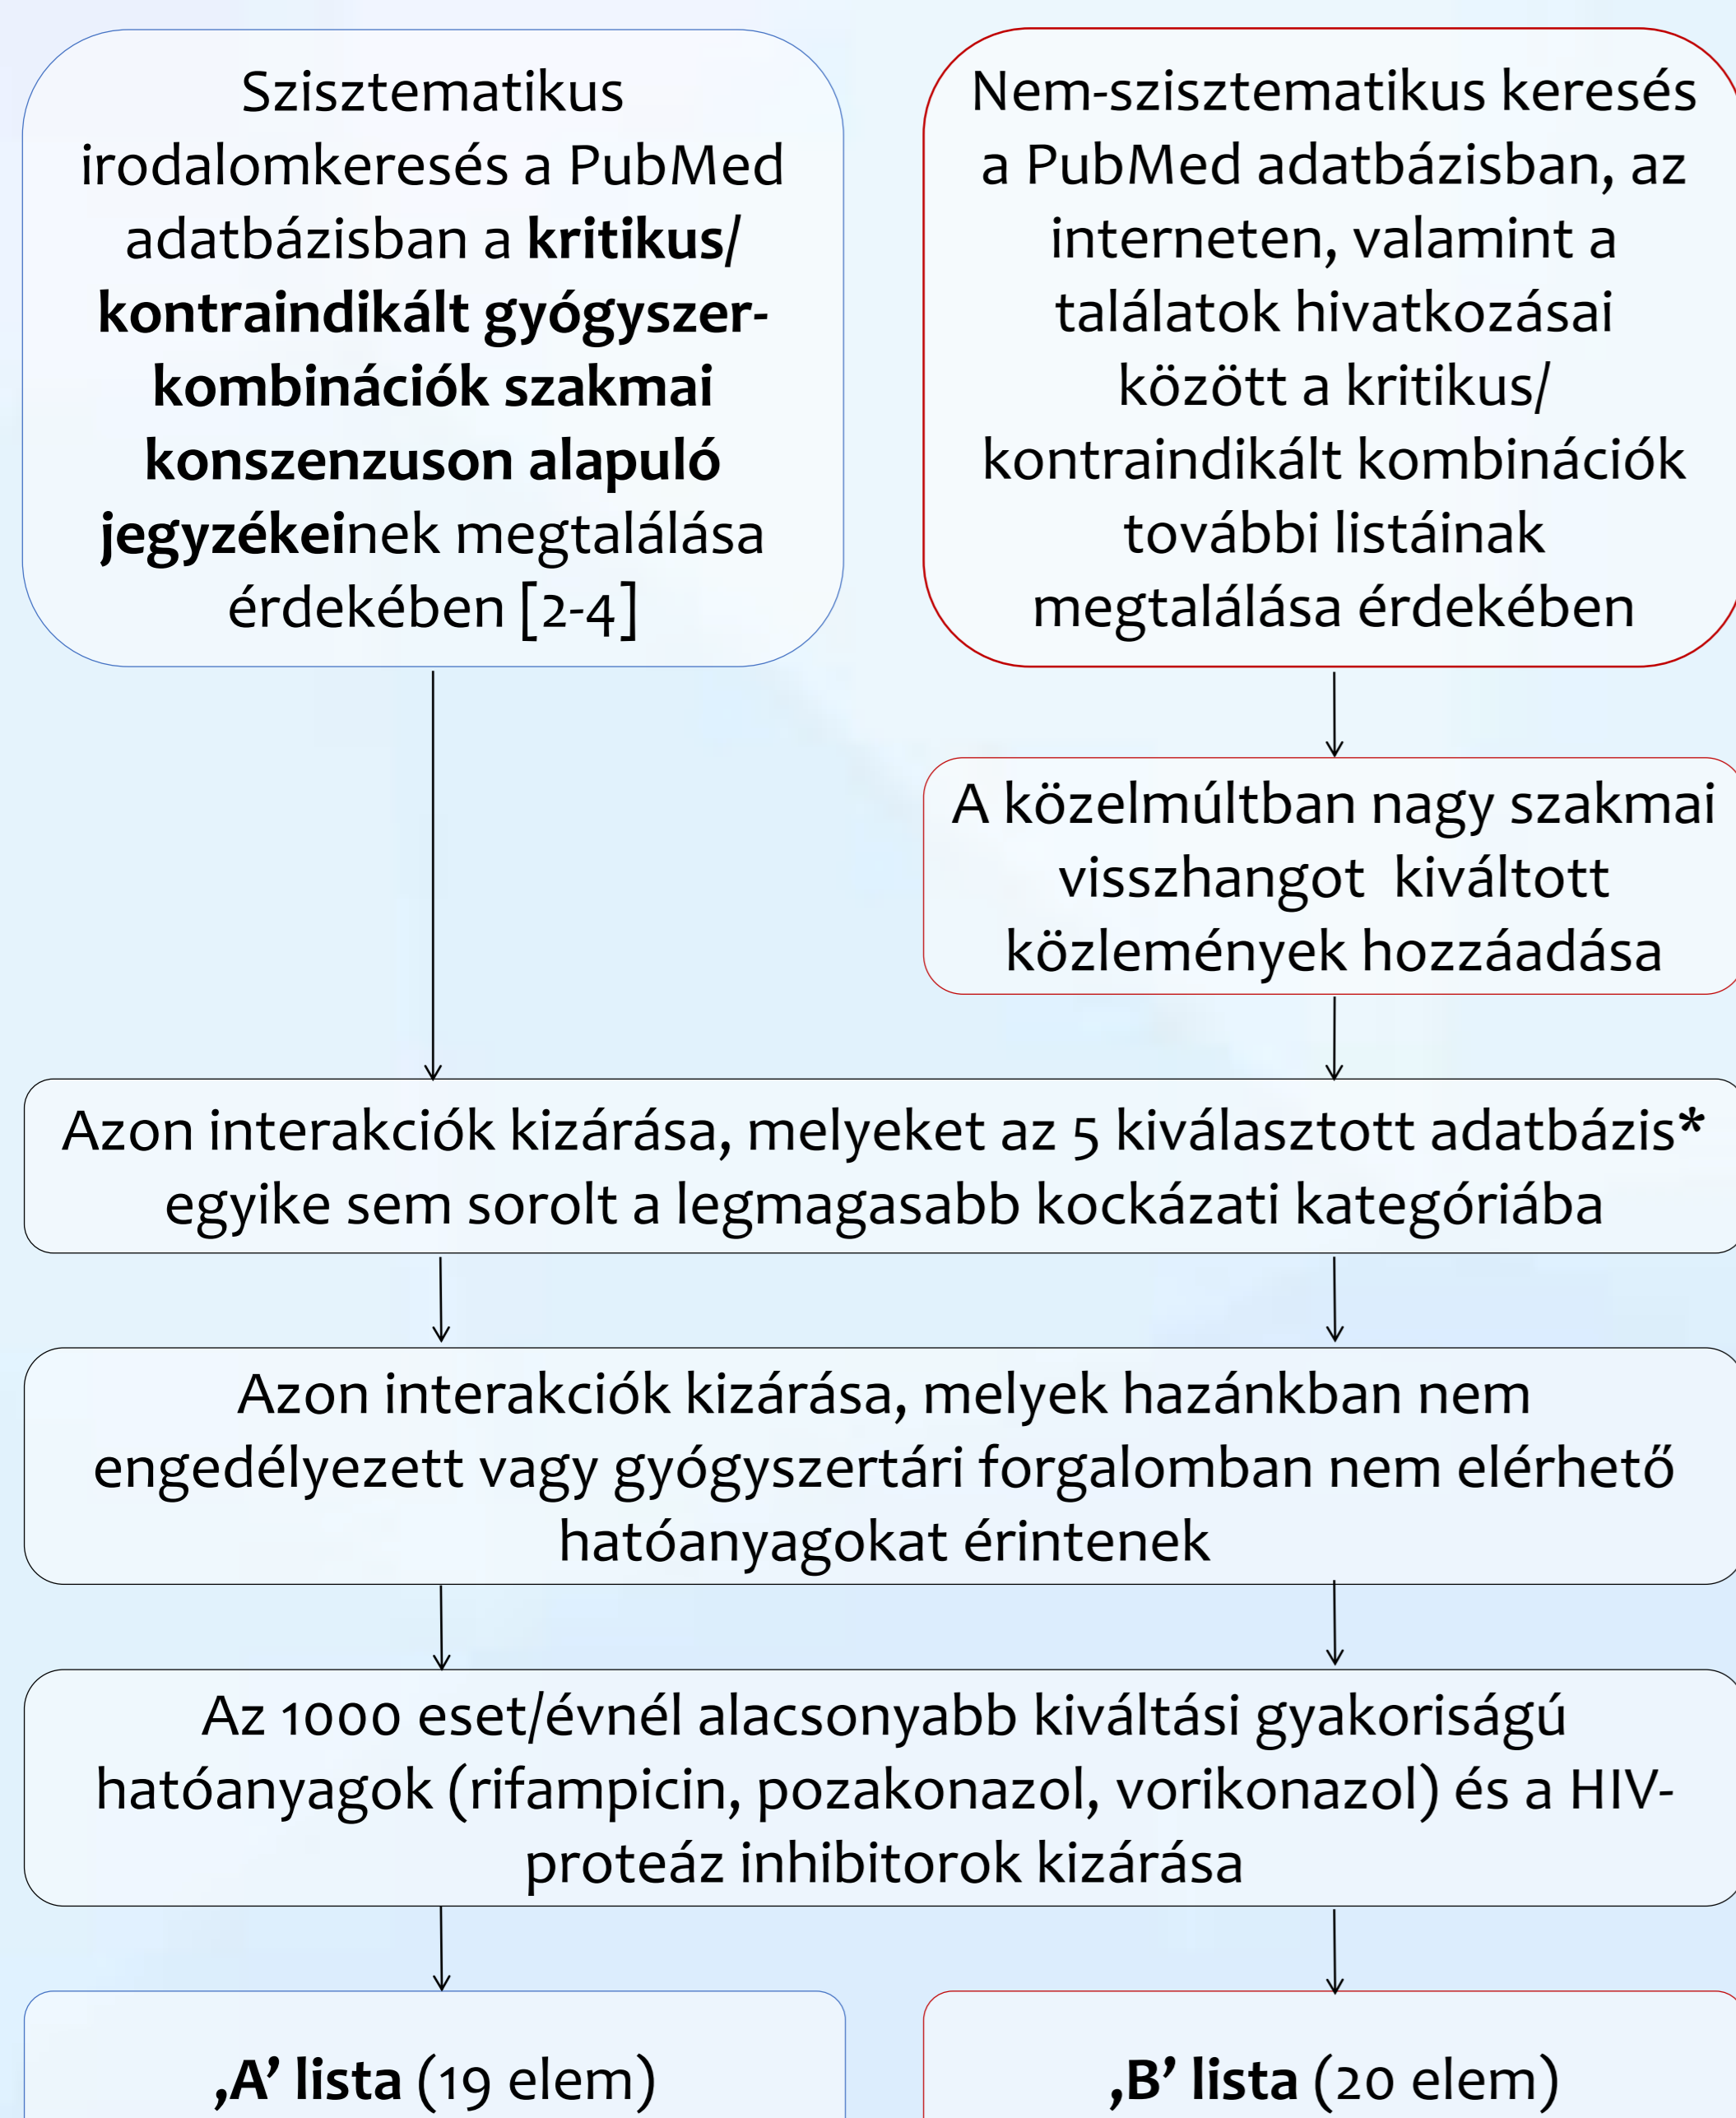 Szisztematikus
irodalomkeresés a PubMed
adatbázisban a kritikus/
kontraindikált gyógyszer-
kombinációk szakmai
konszenzuson alapuló
jegyzékeinek megtalálása
érdekében [2-4]
Nem-szisztematikus keresés
a PubMed adatbázisban, az
interneten, valamint a
találatok hivatkozásai
között a kritikus/
kontraindikált kombinációk
további listáinak
megtalálása érdekében
A közelmúltban nagy szakmai
visszhangot kiváltott
közlemények hozzáadása
Azon interakciók kizárása, melyeket az 5 kiválasztott adatbázis*
egyike sem sorolt a legmagasabb kockázati kategóriába
Azon interakciók kizárása, melyek hazánkban nem
engedélyezett vagy gyógyszertári forgalomban nem elérhető
hatóanyagokat érintenek
Az 1000 eset/évnél alacsonyabb kiváltási gyakoriságú
hatóanyagok (rifampicin, pozakonazol, vorikonazol) és a HIV-
proteáz inhibitorok kizárása
‚A’ lista (19 elem)
‚B’ lista (20 elem)